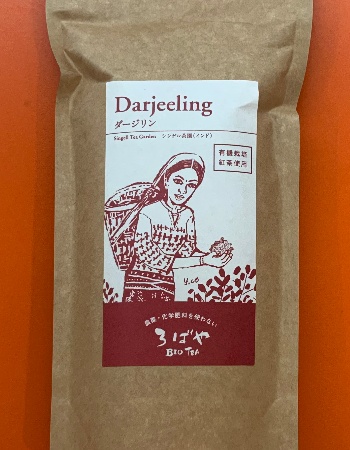 Darjeeling
ダージリン
Singell Tea Garden シンゲル茶園(インド)
有機栽培
紅茶使用
Y.CO
農薬・化学肥料を使わない
ろばや
BIO TEA